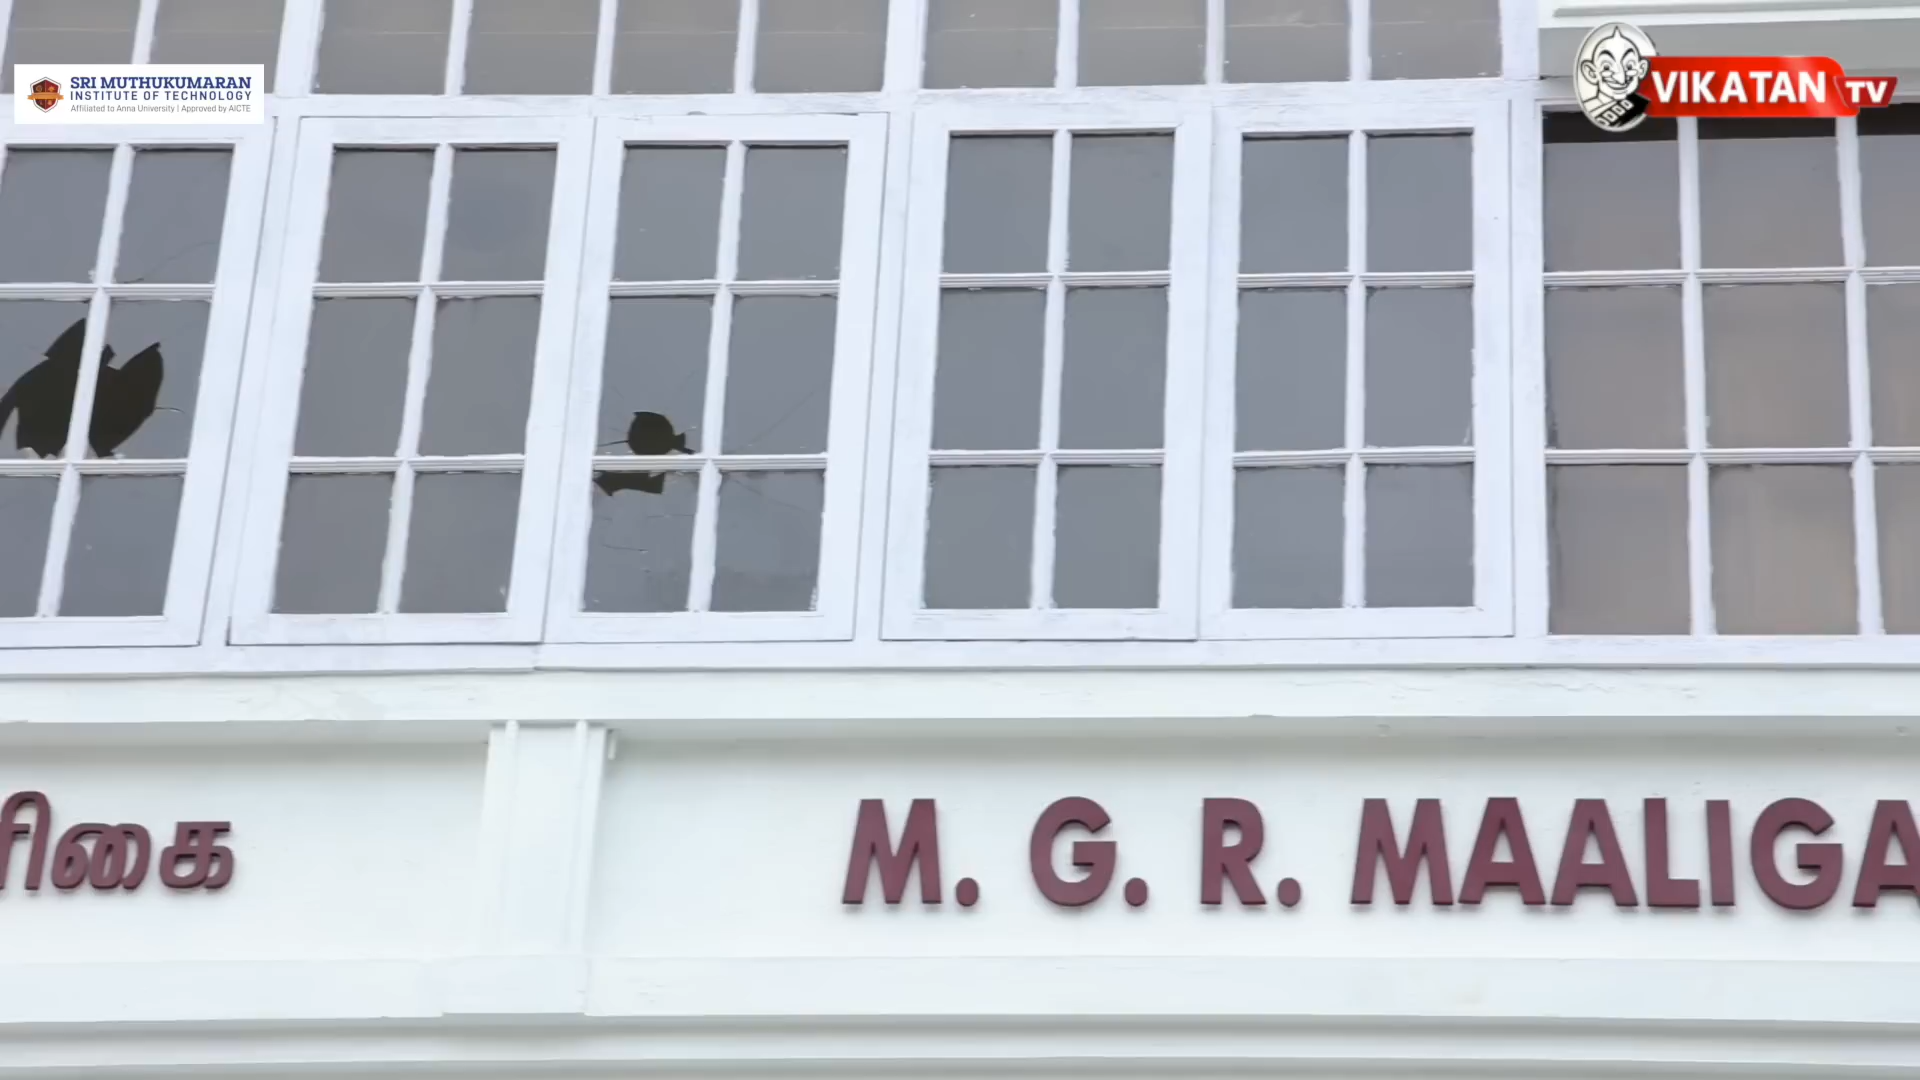 SRI MUTHUKUMARAN
INSTITUTE OF TECHNOLOGY
Affiliated to Anna University | Approved by AICTE
VIKATAN TV
M. G. R. MAALIGA